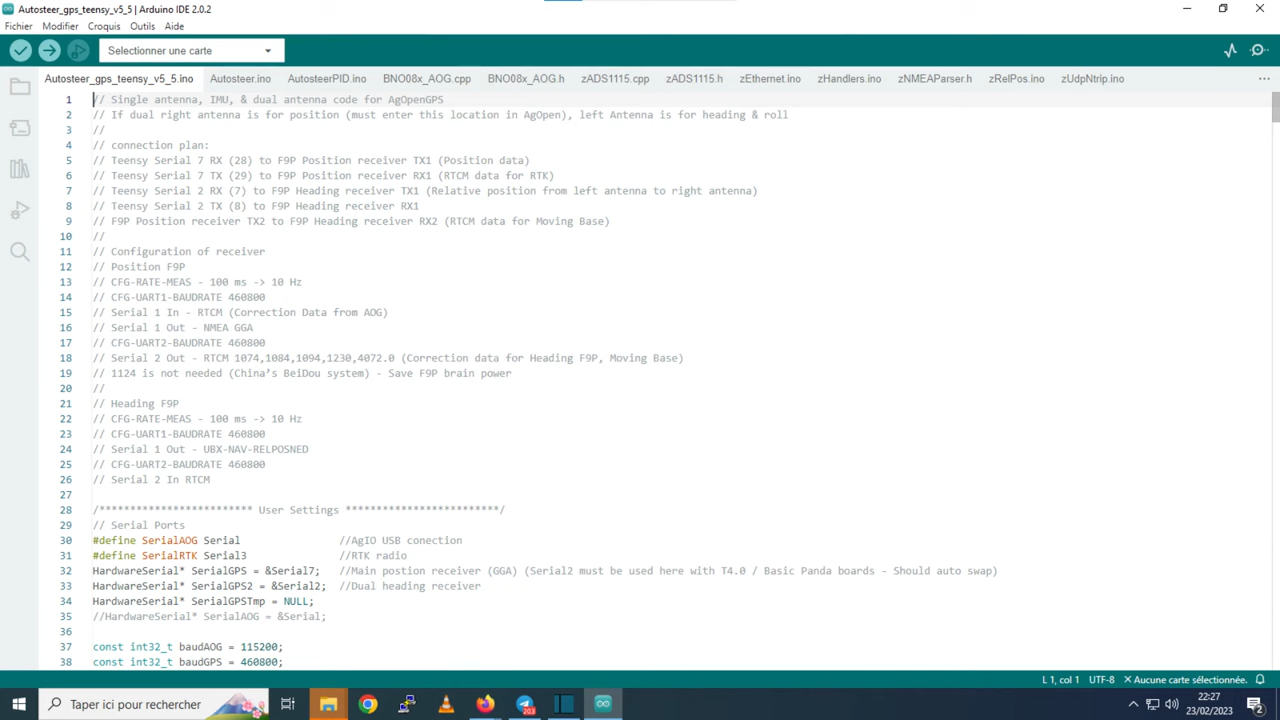 Autosteer_gps_teensy_v5_5 | Arduino IDE 2.0.2
Fichier Modifier Croquis Outils Aide
Selectionner une carte
Autosteer_gps_teensy_v5_5.ino Autosteer.ino AutosteerPID.ino BNO08x_AOG.cpp BNO08x_AOG.h zADS1115.cpp zADS1115.h zEthernet.ino zHandlers.ino zNMEAParser.h zRelPos.ino zUdpNtrip.ino
1 // Single antenna, IMU, & dual antenna code for AgOpenGPS
2 // If dual right antenna is for position (must enter this location in AgOpen), left Antenna is for heading & roll
3 //
4 // connection plan:
5 // Teensy Serial 7 RX (28) to F9P Position receiver TX1 (Position data)
6 // Teensy Serial 7 TX (29) to F9P Position receiver RX1 (RTCM data for RTK)
7 // Teensy Serial 2 RX (7) to F9P Heading receiver TX1 (Relative position from left antenna to right antenna)
8 // Teensy Serial 2 TX (8) to F9P Heading receiver RX1
9 // F9P Position receiver TX2 to F9P Heading receiver RX2 (RTCM data for Moving Base)
10 //
11 // Configuration of receiver
12 // Position F9P
13 // CFG-RATE-MEAS - 100 ms -> 10 Hz
14 // CFG-UART1-BAUDRATE 460800
15 // Serial 1 In - RTCM (Correction Data from AOG)
16 // Serial 1 Out - NMEA GGA
17 // CFG-UART2-BAUDRATE 460800
18 // Serial 2 Out - RTCM 1074,1084,1094,1230,4072.0 (Correction data for Heading F9P, Moving Base)
19 // 1124 is not needed (China’s BeiDou system) - Save F9P brain power
20 //
21 // Heading F9P
22 // CFG-RATE-MEAS - 100 ms -> 10 Hz
23 // CFG-UART1-BAUDRATE 460800
24 // Serial 1 Out - UBX-NAV-RELPOSNED
25 // CFG-UART2-BAUDRATE 460800
26 // Serial 2 In RTCM
27
28 /************************* User Settings *************************/
29 // Serial Ports
30 #define SerialAOG Serial //AgIO USB conection
31 #define SerialRTK Serial3 //RTK radio
32 HardwareSerial* SerialGPS = &Serial7; //Main postion receiver (GGA) (Serial2 must be used here with T4.0 / Basic Panda boards - Should auto swap)
33 HardwareSerial* SerialGPS2 = &Serial2; //Dual heading receiver
34 HardwareSerial* SerialGPSTmp = NULL;
35 //HardwareSerial* SerialAOG = &Serial;
36
37 const int32_t baudAOG = 115200;
38 const int32_t baudGPS = 460800;
L 1, col 1 UTF-8 Aucune carte sélectionnée.
Taper ici pour rechercher
203
22:27
23/02/2023
2